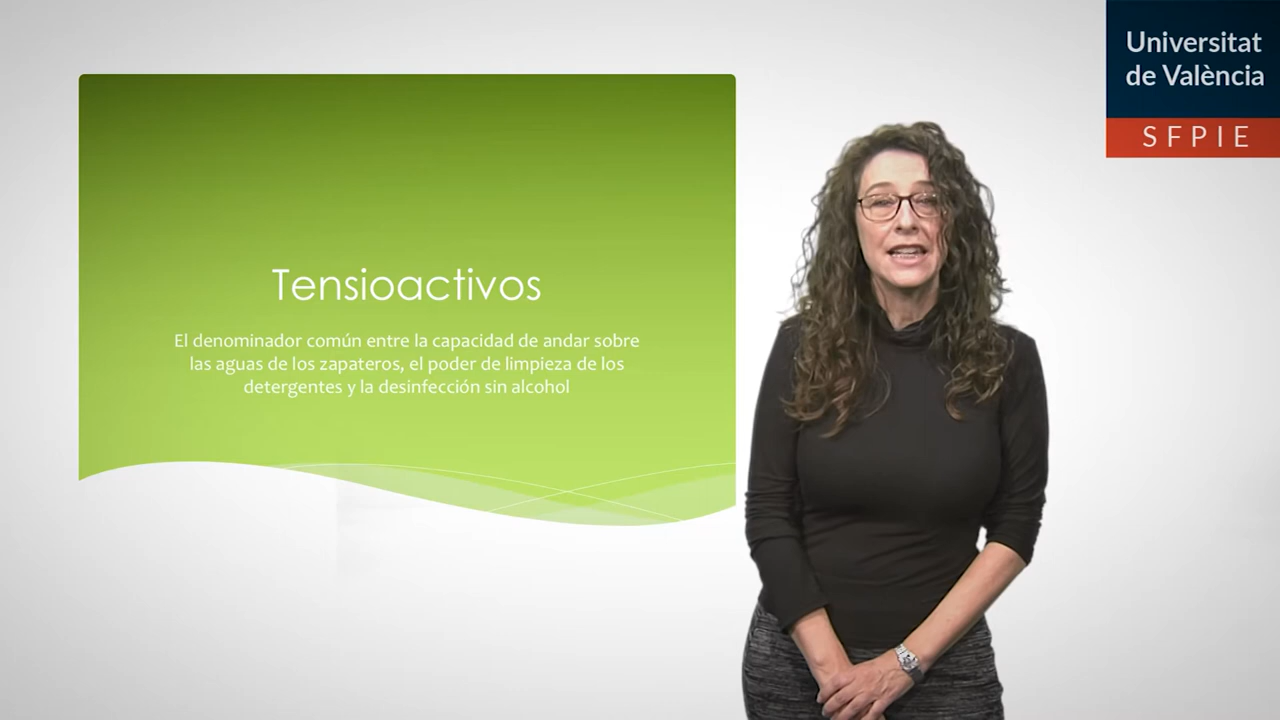 Universitat
de València
SFPIE
Tensioactivos
El denominador común entre la capacidad de andar sobre
las aguas de los zapateros, el poder de limpieza de los
detergentes y la desinfección sin alcohol